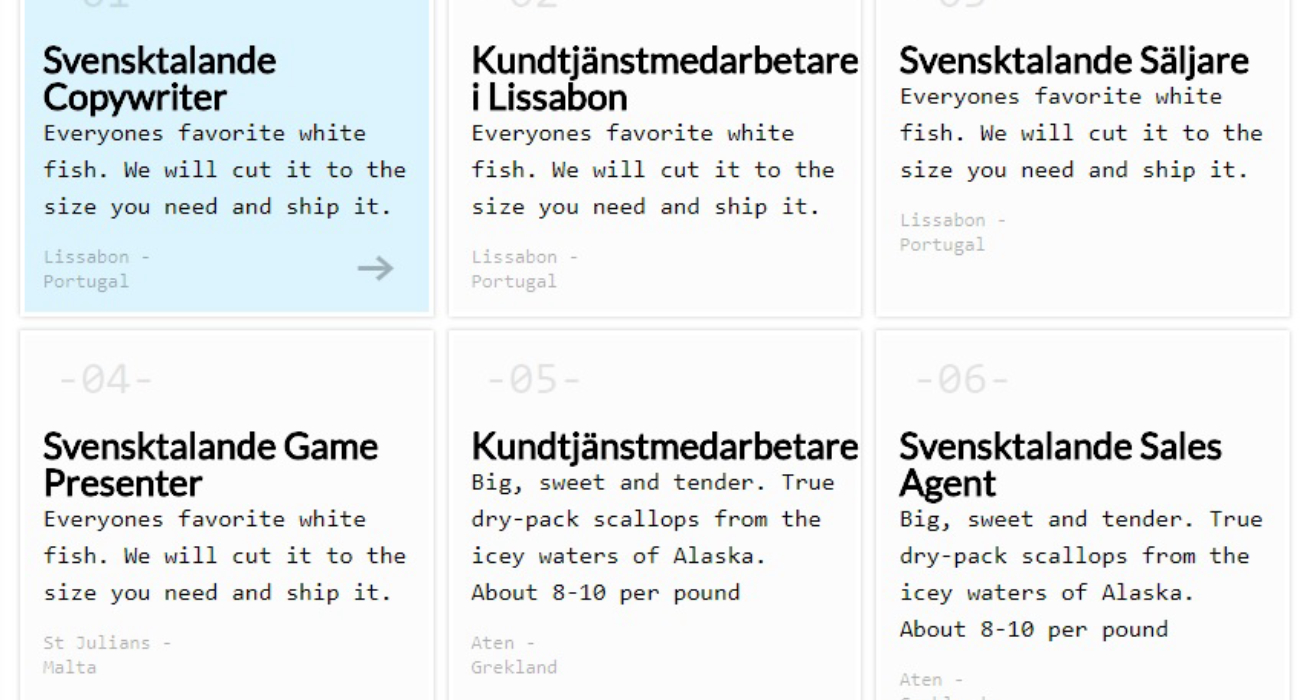 Svensktalande
Copywriter
Everyones favorite white
fish. We will cut it to the
size you need and ship it.
Lissabon -
Portugal
Kundtjänstmedarbetare
i Lissabon
Everyones favorite white
fish. We will cut it to the
size you need and ship it.
Lissabon -
Portugal
Svensktalande Säljare
Everyones favorite white
fish. We will cut it to the
size you need and ship it.
Lissabon -
Portugal
-04-
Svensktalande Game
Presenter
Everyones favorite white
fish. We will cut it to the
size you need and ship it.
St Julians -
Malta
-05-
Kundtjänstmedarbetare
Big, sweet and tender. True
dry-pack scallops from the
icey waters of Alaska.
About 8-10 per pound
Aten -
Grekland
-06-
Svensktalande Sales
Agent
Big, sweet and tender. True
dry-pack scallops from the
icey waters of Alaska.
About 8-10 per pound
Aten -